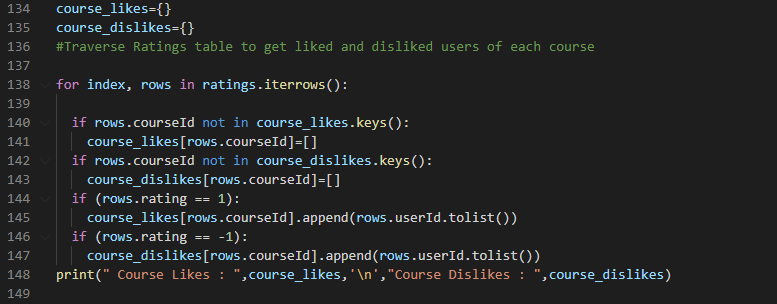 134 course_likes={}
135 course_dislikes={}
136 #Traverse Ratings table to get liked and disliked users of each course
137
138 for index, rows in ratings.iterrows():
139
140   if rows.courseId not in course_likes.keys():
141     course_likes[rows.courseId]=[]
142   if rows.courseId not in course_dislikes.keys():
143     course_dislikes[rows.courseId]=[]
144   if (rows.rating == 1):
145     course_likes[rows.courseId].append(rows.userId.tolist())
146   if (rows.rating == -1):
147     course_dislikes[rows.courseId].append(rows.userId.tolist())
148 print(" Course Likes : ",course_likes,'\n',"Course Dislikes : ",course_dislikes)
149